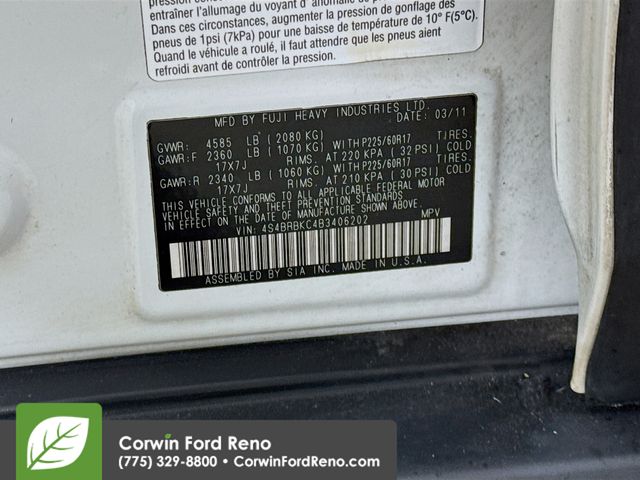 pression
entraîner l'allumage du voyant d'anomalie de
Dans ces circonstances, augmenter la pression de gonflage des
pneus de 1psi (7kPa) pour une baisse de température de 10° F(5°C).
Quand le véhicule a roulé, il faut attendre que les pneus aient
refroidi avant de contrôler la pression.
MFD BY FUJI HEAVY INDUSTRIES LTD.
DATE: 03/11
GVWR: 4585 LB (2080 KG)
GAWR:F 2360 LB (1070 KG) WITH P225/60R17 TIRES.
17X7J RIMS. AT 220 KPA (32 PSI) COLD
GAWR:R 2340 LB (1060 KG) WITH P225/60R17 TIRES.
17X7J RIMS. AT 210 KPA (30 PSI) COLD
THIS VEHICLE CONFORMS TO ALL APPLICABLE FEDERAL MOTOR
VEHICLE SAFETY AND THEFT PREVENTION STANDARDS IN EFFECT
ON THE DATE OF MANUFACTURE SHOWN ABOVE.
VIN: 4S4BRBKC4B3406202 MPV
ASSEMBLED BY SIA INC. MADE IN U.S.A.
Corwin Ford Reno
(775) 329-8800 • CorwinFordReno.com